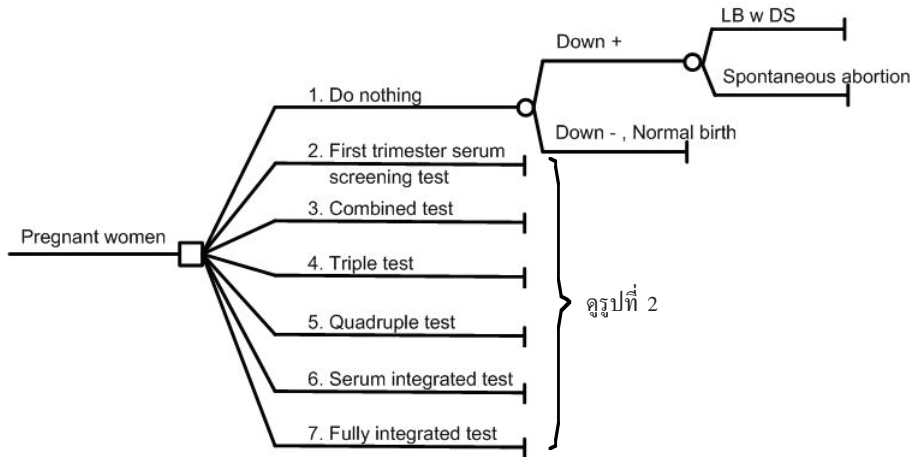 LB w DS
Down +
Spontaneous abortion
1. Do nothing
Down - , Normal birth
2. First trimester serum
screening test
3. Combined test
Pregnant women
4. Triple test
ดูรูปที่ 2
5. Quadruple test
6. Serum integrated test
7. Fully integrated test